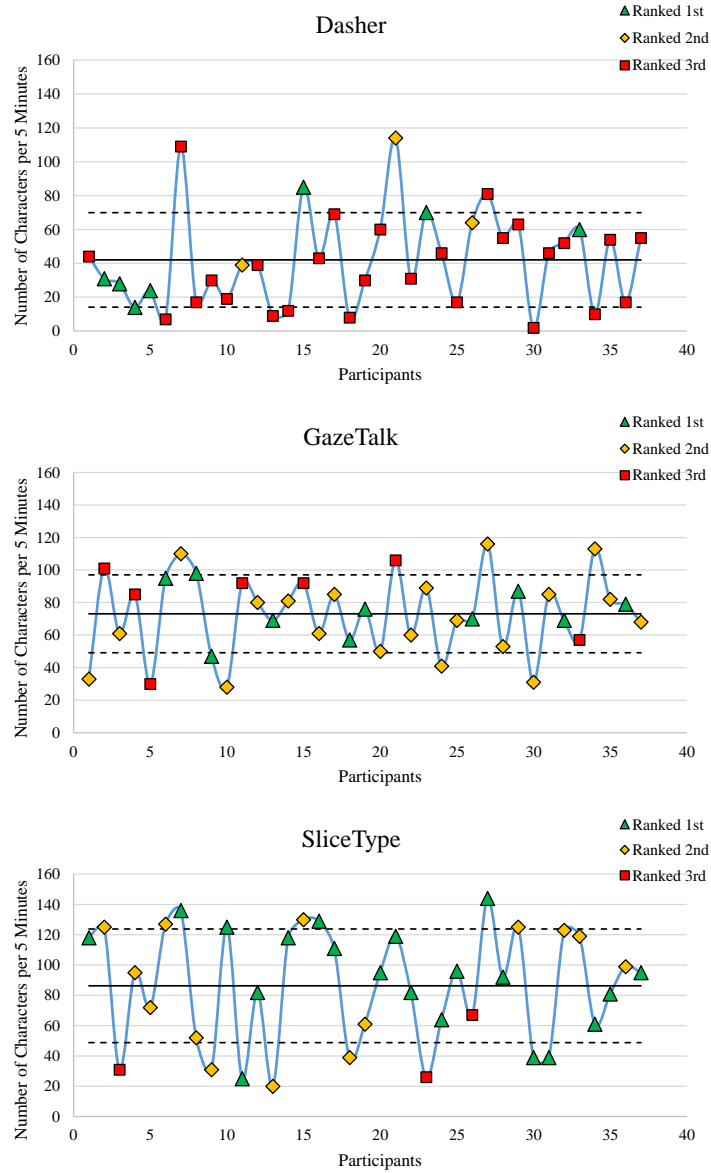 Dasher
Ranked 1st
Ranked 2nd
Ranked 3rd
Number of Characters per 5 Minutes
160
140
120
100
80
60
40
20
0
0 5 10 15 20 25 30 35 40
Participants
GazeTalk
Ranked 1st
Ranked 2nd
Ranked 3rd
Number of Characters per 5 Minutes
160
140
120
100
80
60
40
20
0
0 5 10 15 20 25 30 35 40
Participants
SliceType
Ranked 1st
Ranked 2nd
Ranked 3rd
Number of Characters per 5 Minutes
160
140
120
100
80
60
40
20
0
0 5 10 15 20 25 30 35 40
Participants